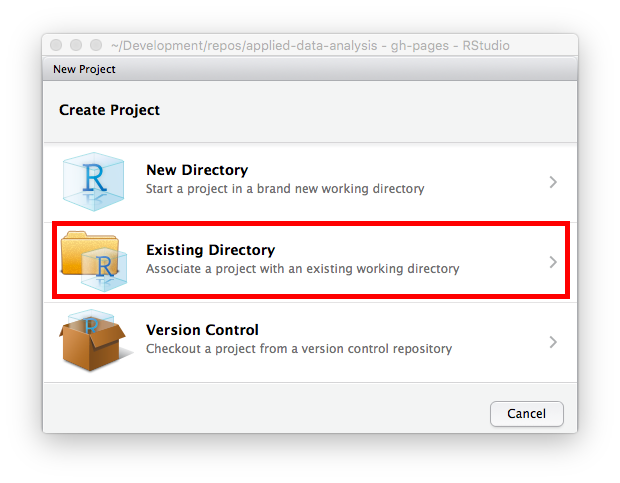 ~/Development/repos/applied-data-analysis - gh-pages - RStudio
New Project
Create Project
R
New Directory
Start a project in a brand new working directory
R
Existing Directory
Associate a project with an existing working directory
R
Version Control
Checkout a project from a version control repository
Cancel